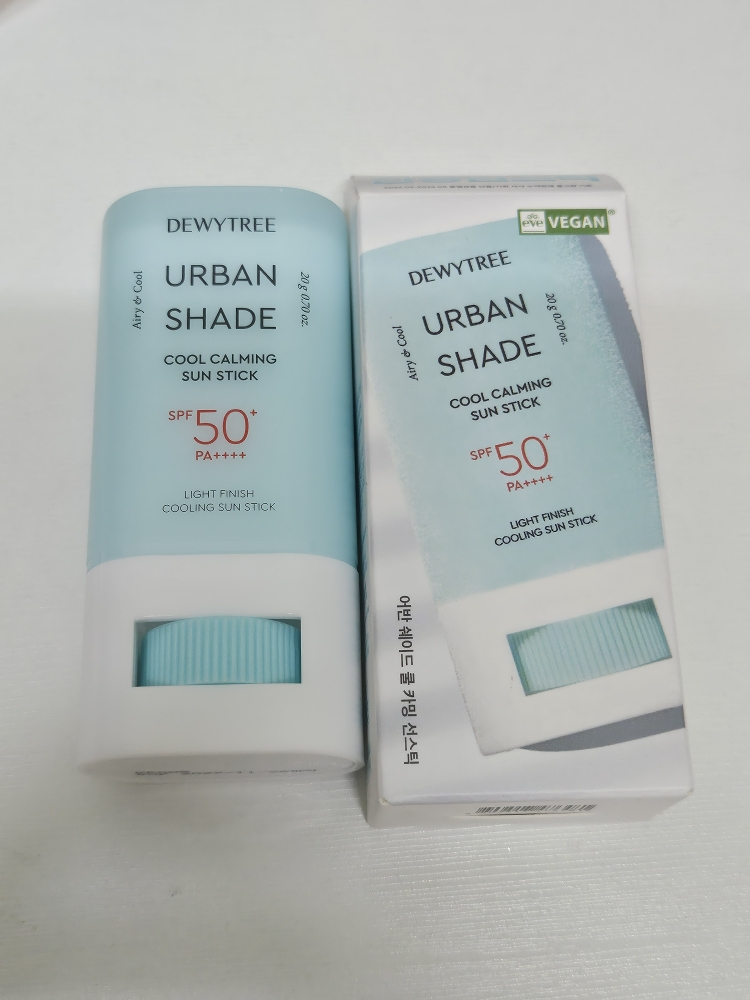 DEWYTREE
URBAN
SHADE
Airy & Cool
20 g 0.70 oz.
COOL CALMING
SUN STICK
SPF 50+
PA++++
LIGHT FINISH
COOLING SUN STICK
eve VEGAN®
DEWYTREE
URBAN
SHADE
Airy & Cool
20 g 0.70 oz.
COOL CALMING
SUN STICK
SPF 50+
PA++++
LIGHT FINISH
COOLING SUN STICK
어반 쉐이드 쿨 카밍 선스틱